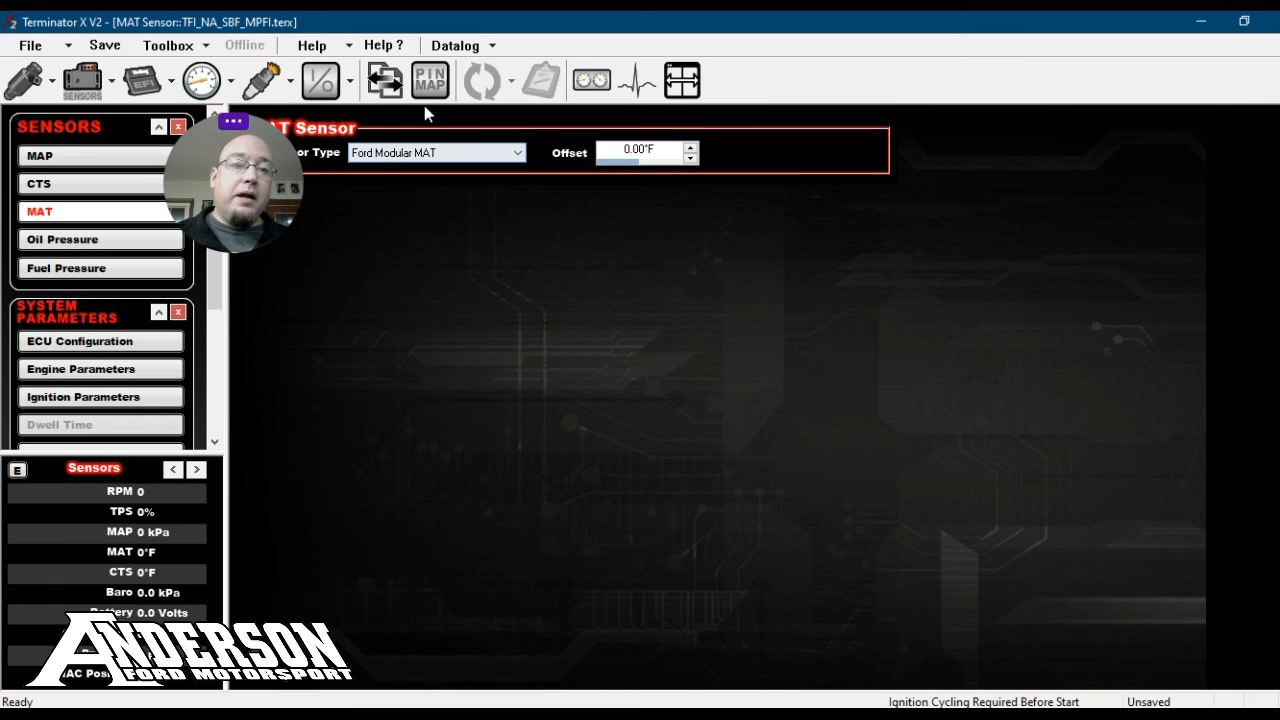 Terminator X V2 - [MAT Sensor::TFI_NA_SBF_MPFI.terx]
File Save Toolbox Offline Help Help ? Datalog
SENSORS EFI I/O PIN MAP
SENSORS
MAP
CTS
MAT
Oil Pressure
Fuel Pressure
SYSTEM
PARAMETERS
ECU Configuration
Engine Parameters
Ignition Parameters
Dwell Time
AT Sensor
or Type Ford Modular MAT Offset 0.00°F
E Sensors < >
RPM 0
TPS 0%
MAP 0 kPa
MAT 0°F
CTS 0°F
Baro 0.0 kPa
Battery 0.0 Volts
IAC Posi
ANDERSON
FORD MOTORSPORT
Ready Ignition Cycling Required Before Start Unsaved